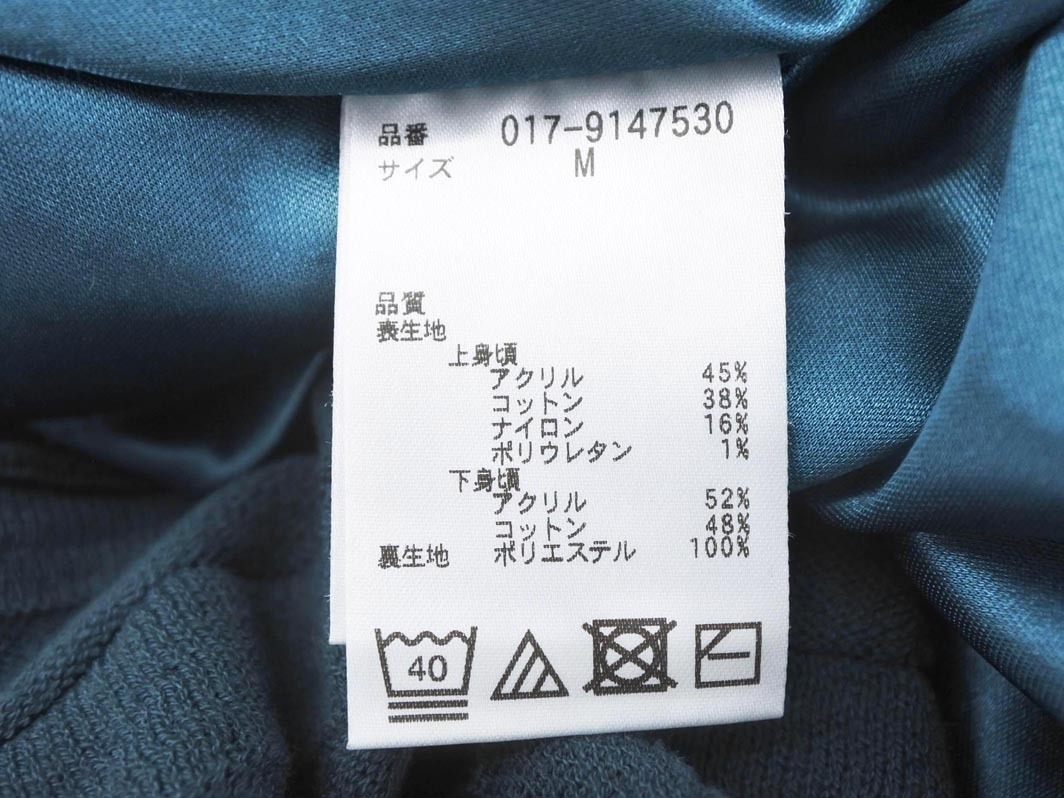 品番 017-9147530
サイズ M
品質
表生地
上身頃
アクリル 45%
コットン 38%
ナイロン 16%
ポリウレタン 1%
下身頃
アクリル 52%
コットン 48%
裏生地 ポリエステル 100%
40